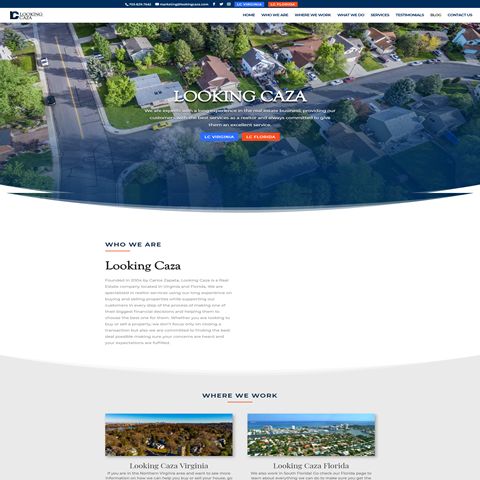 703-829-7662 marketing@lookingcaza.com LC VIRGINIA LC FLORIDA
LOOKING CAZA
HOME WHO WE ARE WHERE WE WORK WHAT WE DO SERVICES TESTIMONIALS BLOG CONTACT US
LOOKING CAZA
We are experts with a long experience in the real estate business, providing our
customers with the best services as a realtor and always committed to give
them an excellent service.
LC VIRGINIA LC FLORIDA
WHO WE ARE
Looking Caza
Founded in 2004 by Carlos Zapata, Looking Caza is a Real
Estate company located in Virginia and Florida. We are
specialist in realtor services using our long experience on
buying and selling properties while supporting our
customers in every step of the process of making one of
their biggest financial decisions and helping them to
choose the best one for them. Whether you are looking to
buy or sell a property, we don't focus only on closing a
transaction but also we are committed to finding the best
deal possible making sure your concerns are heard and
your expectations are fulfilled.
WHERE WE WORK
Looking Caza Virginia
If you are in the Northern Virginia area and want to see more
information on how we can help you buy or sell your house, go
Looking Caza Florida
We also work in South Florida! Go check our Florida page to
learn about everything we can do to make sure you get the